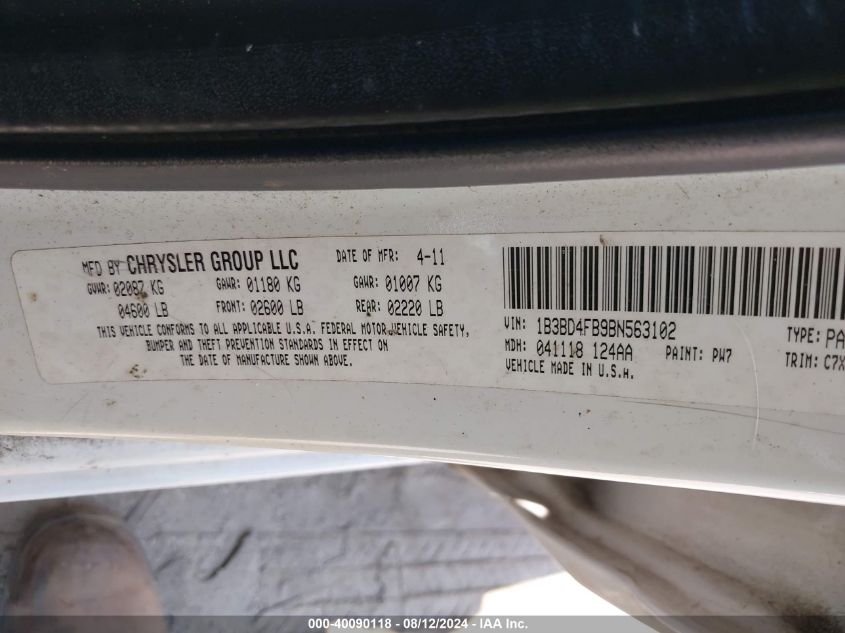 MFD BY CHRYSLER GROUP LLC DATE OF MFR: 4-11
GVWR: 02087 KG GAWR: 01180 KG GAWR: 01007 KG
04600 LB FRONT: 02600 LB REAR: 02220 LB
THIS VEHICLE CONFORMS TO ALL APPLICABLE U.S.A. FEDERAL MOTOR VEHICLE SAFETY,
BUMPER AND THEFT PREVENTION STANDARDS IN EFFECT ON
THE DATE OF MANUFACTURE SHOWN ABOVE.
VIN: 1B3BD4FB9BN563102 TYPE: PA
MDH: 041118 124AA PAINT: PW7 TRIM: C7X
VEHICLE MADE IN U.S.A.
000-40090118 - 08/12/2024 - IAA Inc.